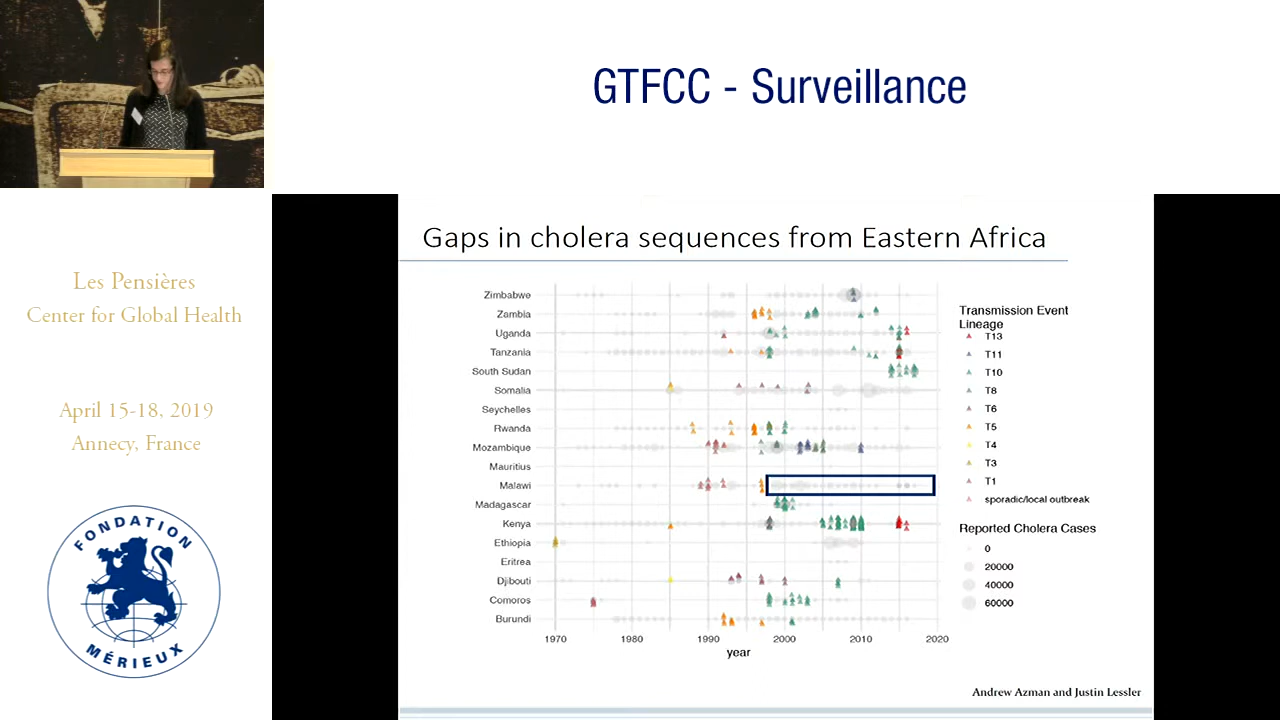 GTFCC - Surveillance
Les Pensières
Center for Global Health
April 15-18, 2019
Annecy, France
FONDATION
MÉRIEUX
Gaps in cholera sequences from Eastern Africa
Zimbabwe
Zambia
Uganda
Tanzania
South Sudan
Somalia
Seychelles
Rwanda
Mozambique
Mauritius
Malawi
Madagascar
Kenya
Ethiopia
Eritrea
Djibouti
Comoros
Burundi
1970 1980 1990 2000 2010 2020
year
Transmission Event
Lineage
T13
T11
T10
T8
T6
T5
T4
T3
T1
sporadic/local outbreak
Reported Cholera Cases
0
20000
40000
60000
Andrew Azman and Justin Lessler